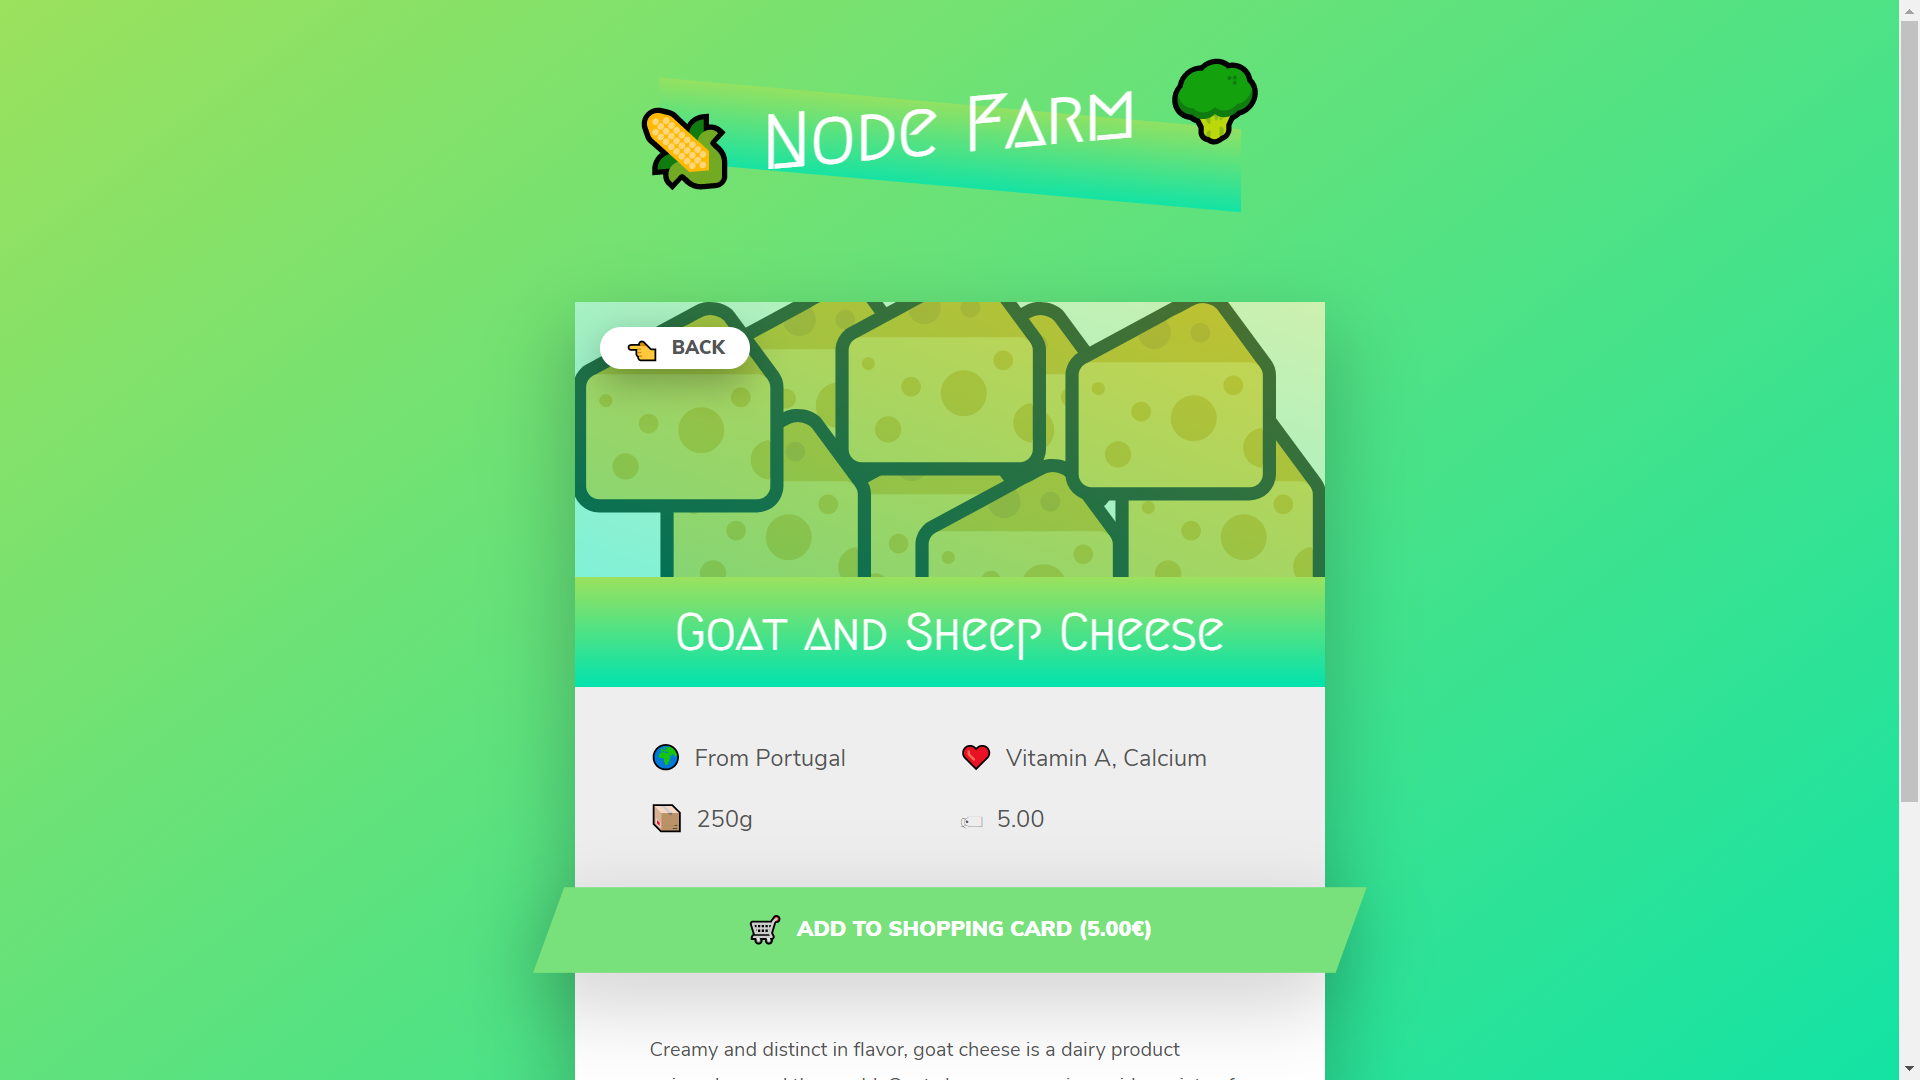 Node Farm
BACK
Goat and Sheep Cheese
From Portugal
Vitamin A, Calcium
250g
5.00
ADD TO SHOPPING CARD (5.00€)
Creamy and distinct in flavor, goat cheese is a dairy product